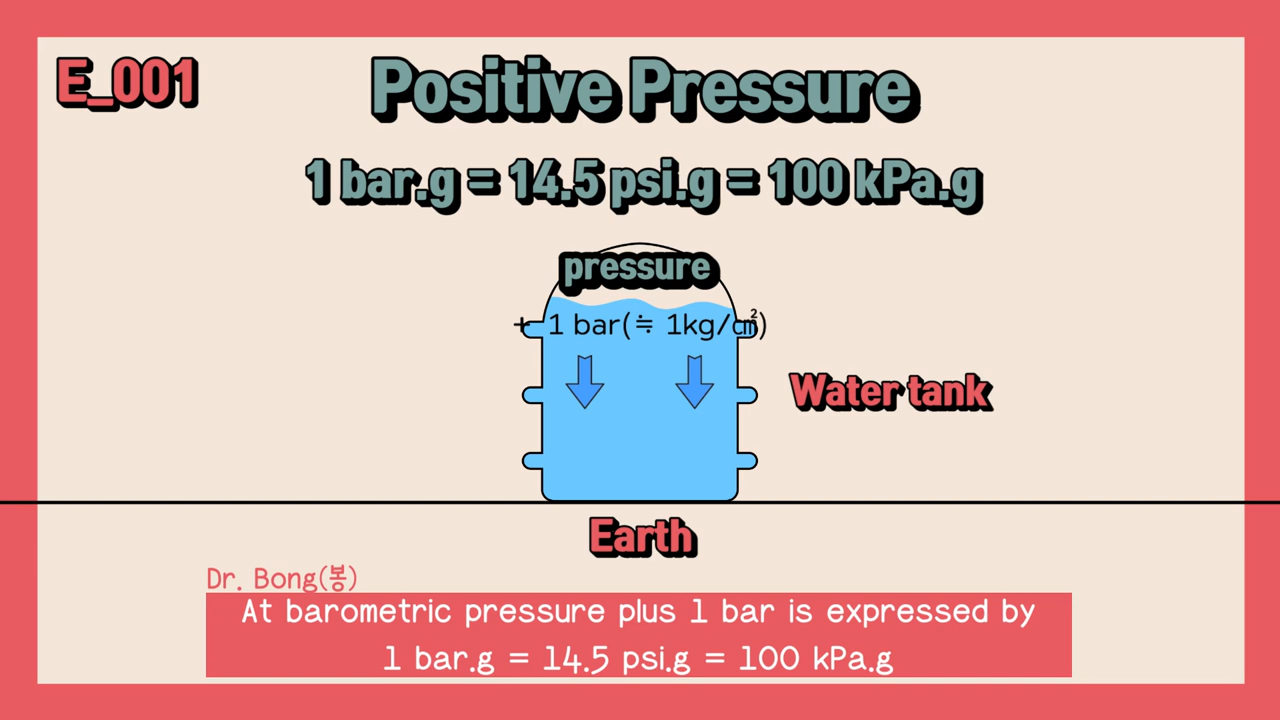 E_001
Positive Pressure
1 bar.g = 14.5 psi.g = 100 kPa.g
pressure
+ 1 bar(≒ 1kg/㎠)
Water tank
Earth
Dr. Bong(봉)
At barometric pressure plus 1 bar is expressed by
1 bar.g = 14.5 psi.g = 100 kPa.g